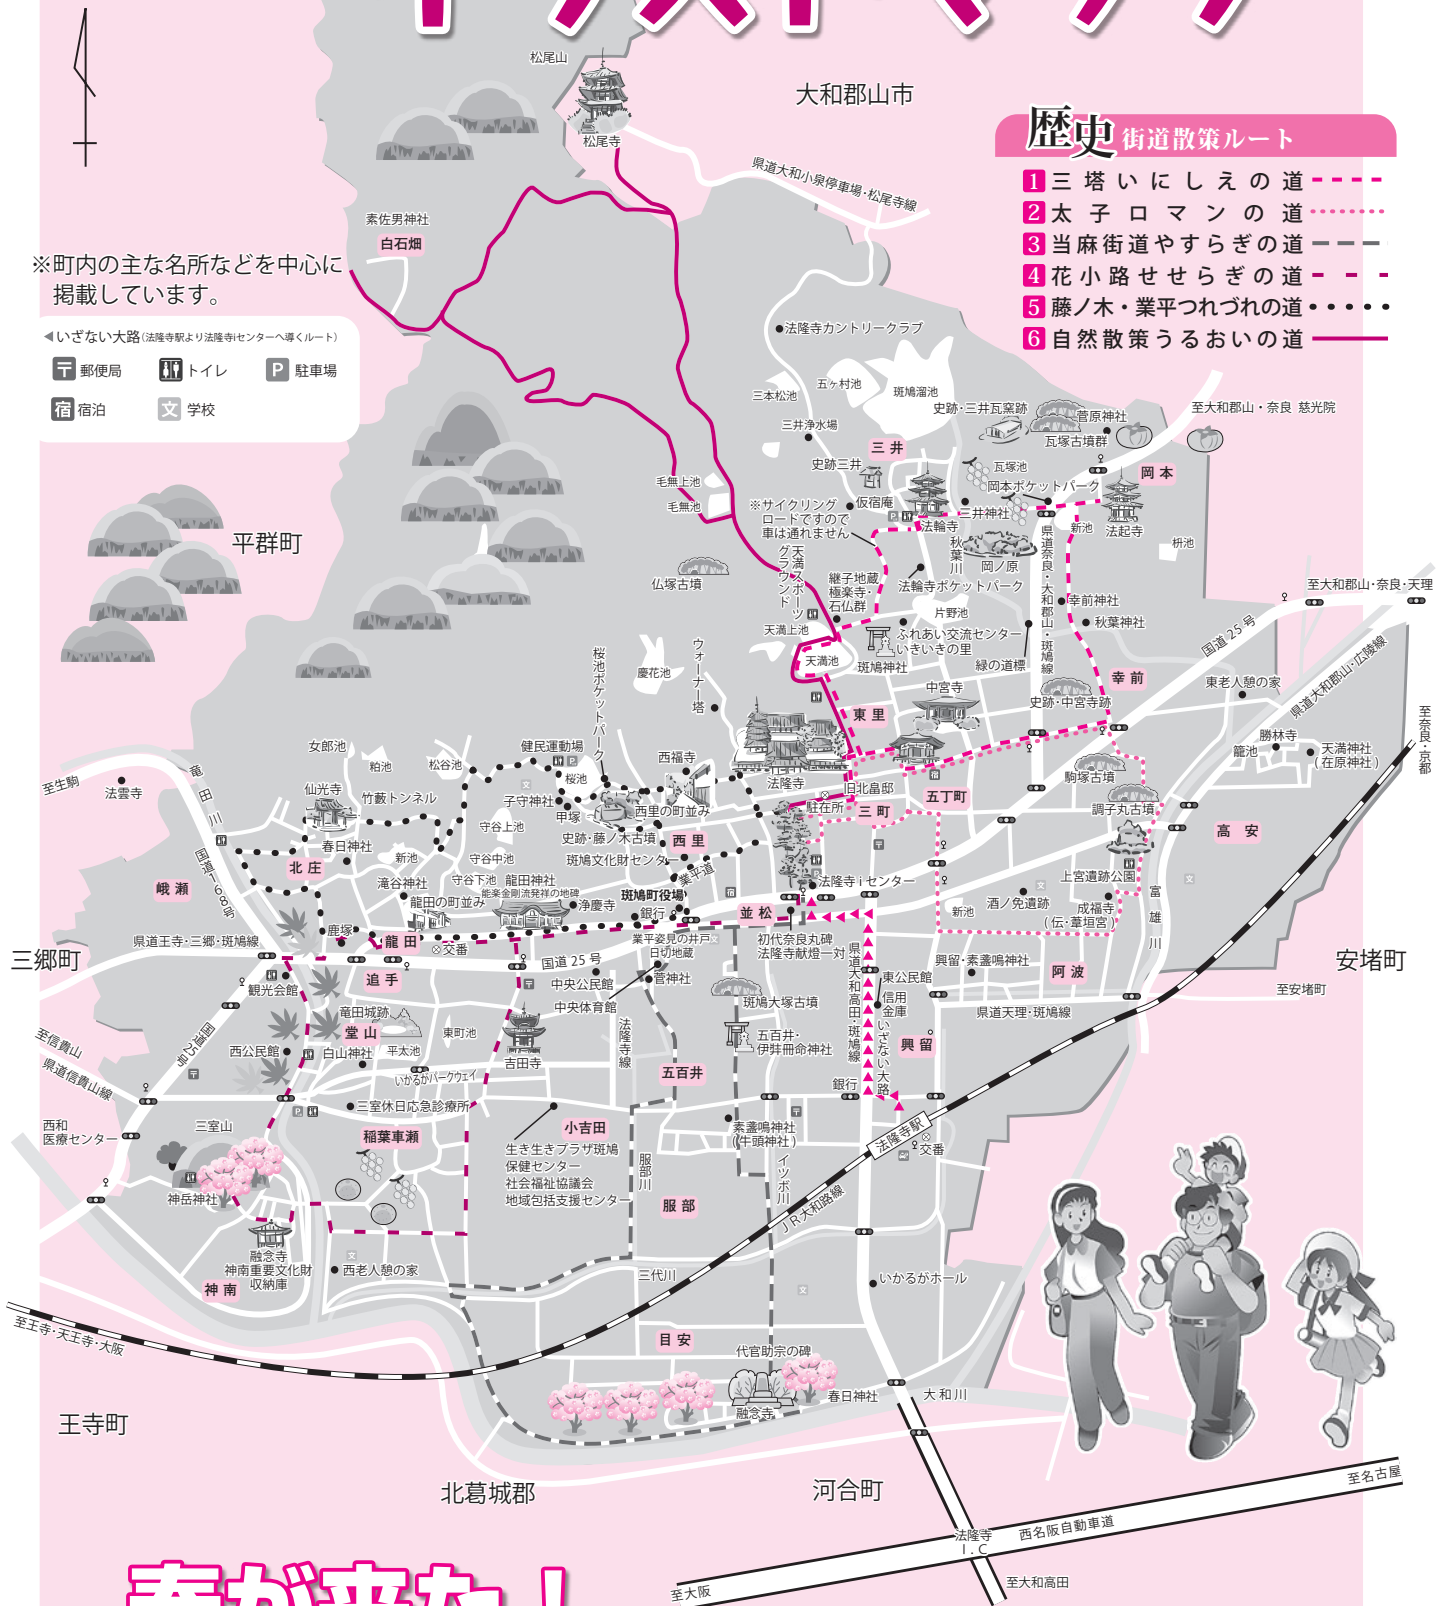 松尾山
松尾寺
大和郡山市
県道大和小泉停車場・松尾寺線
歴史 街道散策ルート
1 三塔いにしえの道
2 太子ロマンの道
3 当麻街道やすらぎの道
4 花小路せせらぎの道
5 藤ノ木・業平つれづれの道
6 自然散策うるおいの道
素佐男神社
白石畑
※町内の主な名所などを中心に
掲載しています。
◀いざない大路(法隆寺駅より法隆寺iセンターへ導くルート)
〒 郵便局
トイレ
P 駐車場
宿 宿泊
文 学校
法隆寺カントリークラブ
五ヶ村池
三本松池
斑鳩溜池
三井浄水場
史跡・三井瓦窯跡
菅原神社
瓦塚古墳群
至大和郡山・奈良 慈光院
三井
史跡三井
瓦塚池
岡本
岡本ポケットパーク
毛無上池
毛無池
※サイクリング
ロードですので
車は通れません
仮宿庵
法輪寺
三井神社
新池
法起寺
枡池
秋葉川
岡ノ原
県道奈良・大和郡山・斑鳩線
平群町
仏塚古墳
天満スポーツ
グラウンド
継子地蔵
極楽寺・
石仏群
法輪寺ポケットパーク
片野池
幸前神社
秋葉神社
至大和郡山・奈良・天理
天満上池
天満池
斑鳩神社
ふれあい交流センター
いきいきの里
緑の道標
国道25号
県道大和郡山・広陵線
桜池ポケットパーク
慶花池
ウォーナー塔
中宮寺
史跡・中宮寺跡
幸前
東老人憩の家
東里
勝林寺
籠池
天満神社
(在原神社)
至奈良・京都
女郎池
粕池
松谷池
健民運動場
桜池
西福寺
法隆寺
駒塚古墳
調子丸古墳
至生駒
法雲寺
竜田川
仙光寺
竹藪トンネル
子守神社
甲塚
西里の町並み
旧北畠邸
駐在所
五丁町
三町
高安
春日神社
新池
守谷上池
守谷中池
守谷下池
史跡・藤ノ木古墳
西里
斑鳩文化財センター
業平道
北庄
国道168号
峨瀬
滝谷神社
龍田の町並み
龍田神社
能楽金剛流発祥の地碑
浄慶寺
斑鳩町役場
銀行
並松
法隆寺iセンター
上宮遺跡公園
酒ノ免遺跡
新池
成福寺
(伝・葦垣宮)
富雄川
鹿塚
龍田
交番
業平姿見の井戸
日切地蔵
初代奈良丸碑
法隆寺献燈一対
三郷町
県道王寺・三郷・斑鳩線
追手
国道25号
中央公民館
菅神社
中央体育館
東公民館
興留・素盞鳴神社
阿波
安堵町
至安堵町
観光会館
竜田城跡
堂山
東町池
斑鳩大塚古墳
県道大和高田・斑鳩線
信用
金庫
県道天理・斑鳩線
国道25号
西公民館
白山神社
平太池
いかるがパークウェイ
吉田寺
法隆寺線
五百井・
伊弉冊命神社
いざない大路
興留
至信貴山
県道信貴山線
五百井
銀行
三室休日応急診療所
西和
医療センター
三室山
稲葉車瀬
小吉田
生き生きプラザ斑鳩
保健センター
社会福祉協議会
地域包括支援センター
素盞鳴神社
(牛頭神社)
法隆寺駅
交番
神岳神社
服部川
イツボ川
JR大和路線
服部
融念寺
神南重要文化財
収納庫
神南
西老人憩の家
三代川
いかるがホール
至王寺・天王寺・大阪
目安
代官助宗の碑
融念寺
春日神社
大和川
王寺町
北葛城郡
河合町
至名古屋
西名阪自動車道
法隆寺
I.C
至大阪
至大和高田